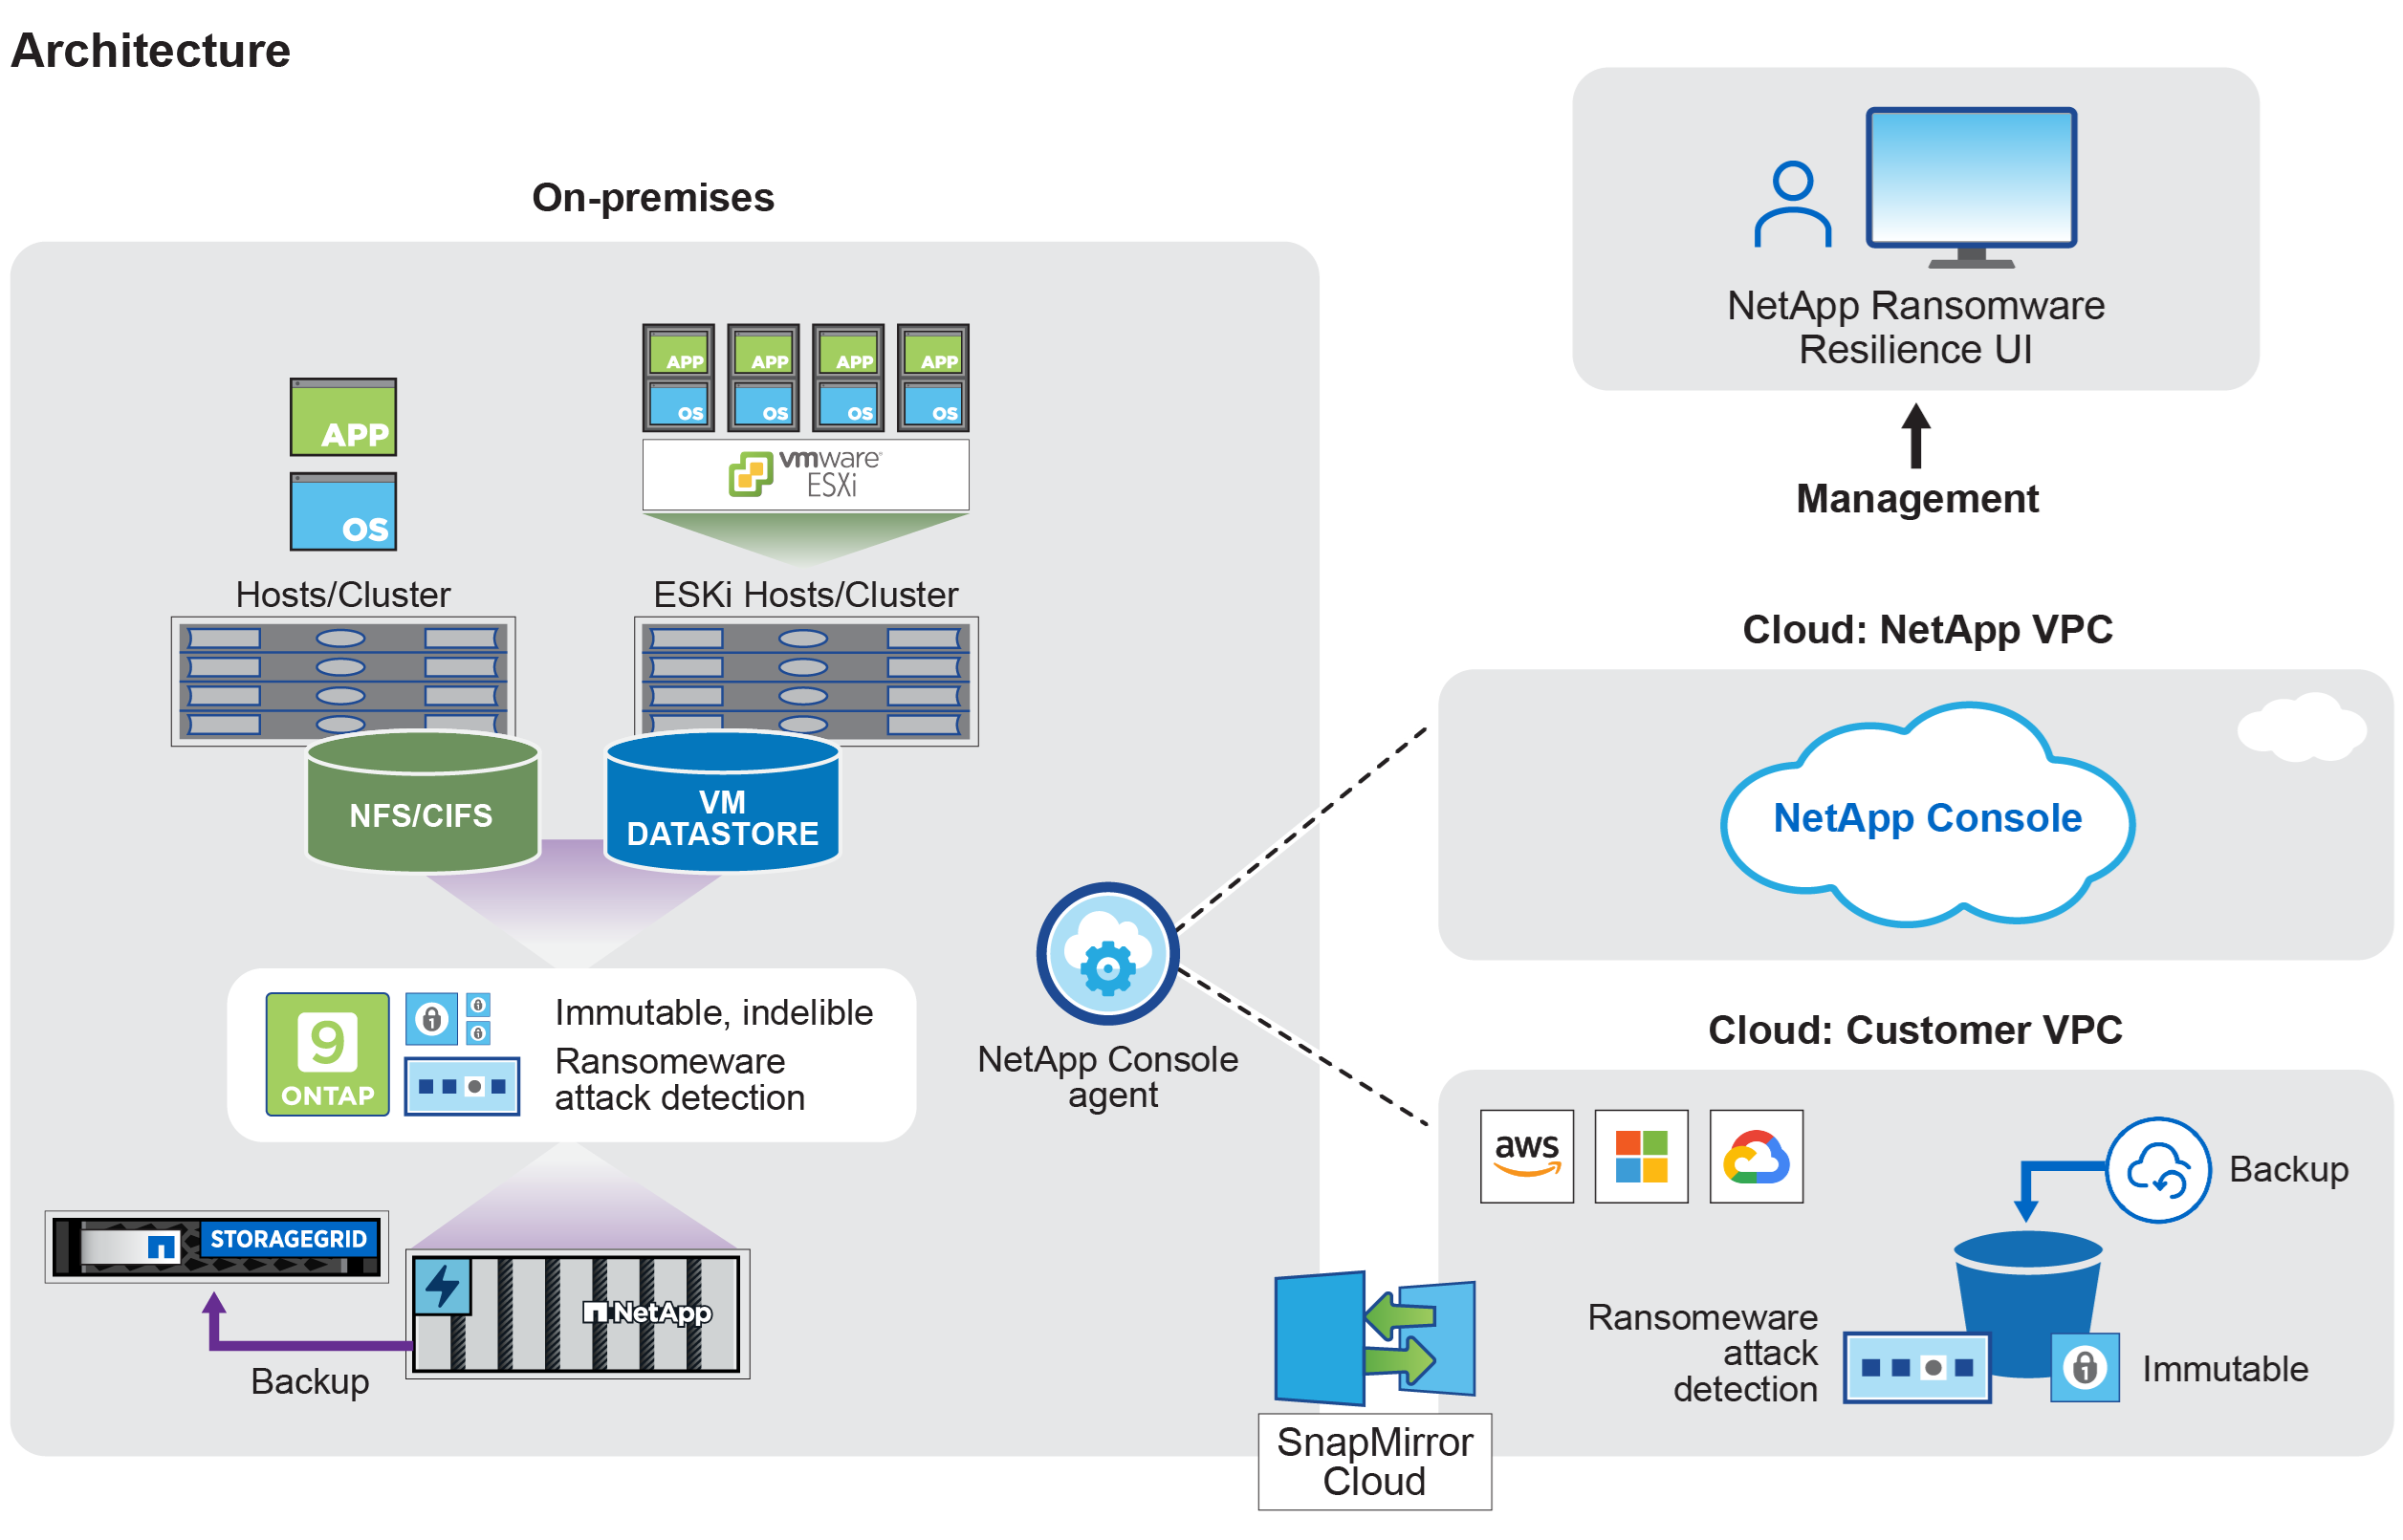 Architecture
On-premises
APP
OS
APP
APP
APP
APP
OS
OS
OS
OS
vmware®
ESXi
Hosts/Cluster
ESKi Hosts/Cluster
NFS/CIFS
VM
DATASTORE
9
ONTAP
Immutable, indelible
Ransomeware
attack detection
STORAGEGRID
NetApp
Backup
NetApp Console
agent
NetApp Ransomware
Resilience UI
Management
Cloud: NetApp VPC
NetApp Console
Cloud: Customer VPC
aws
Backup
Ransomeware
attack
detection
Immutable
SnapMirror
Cloud